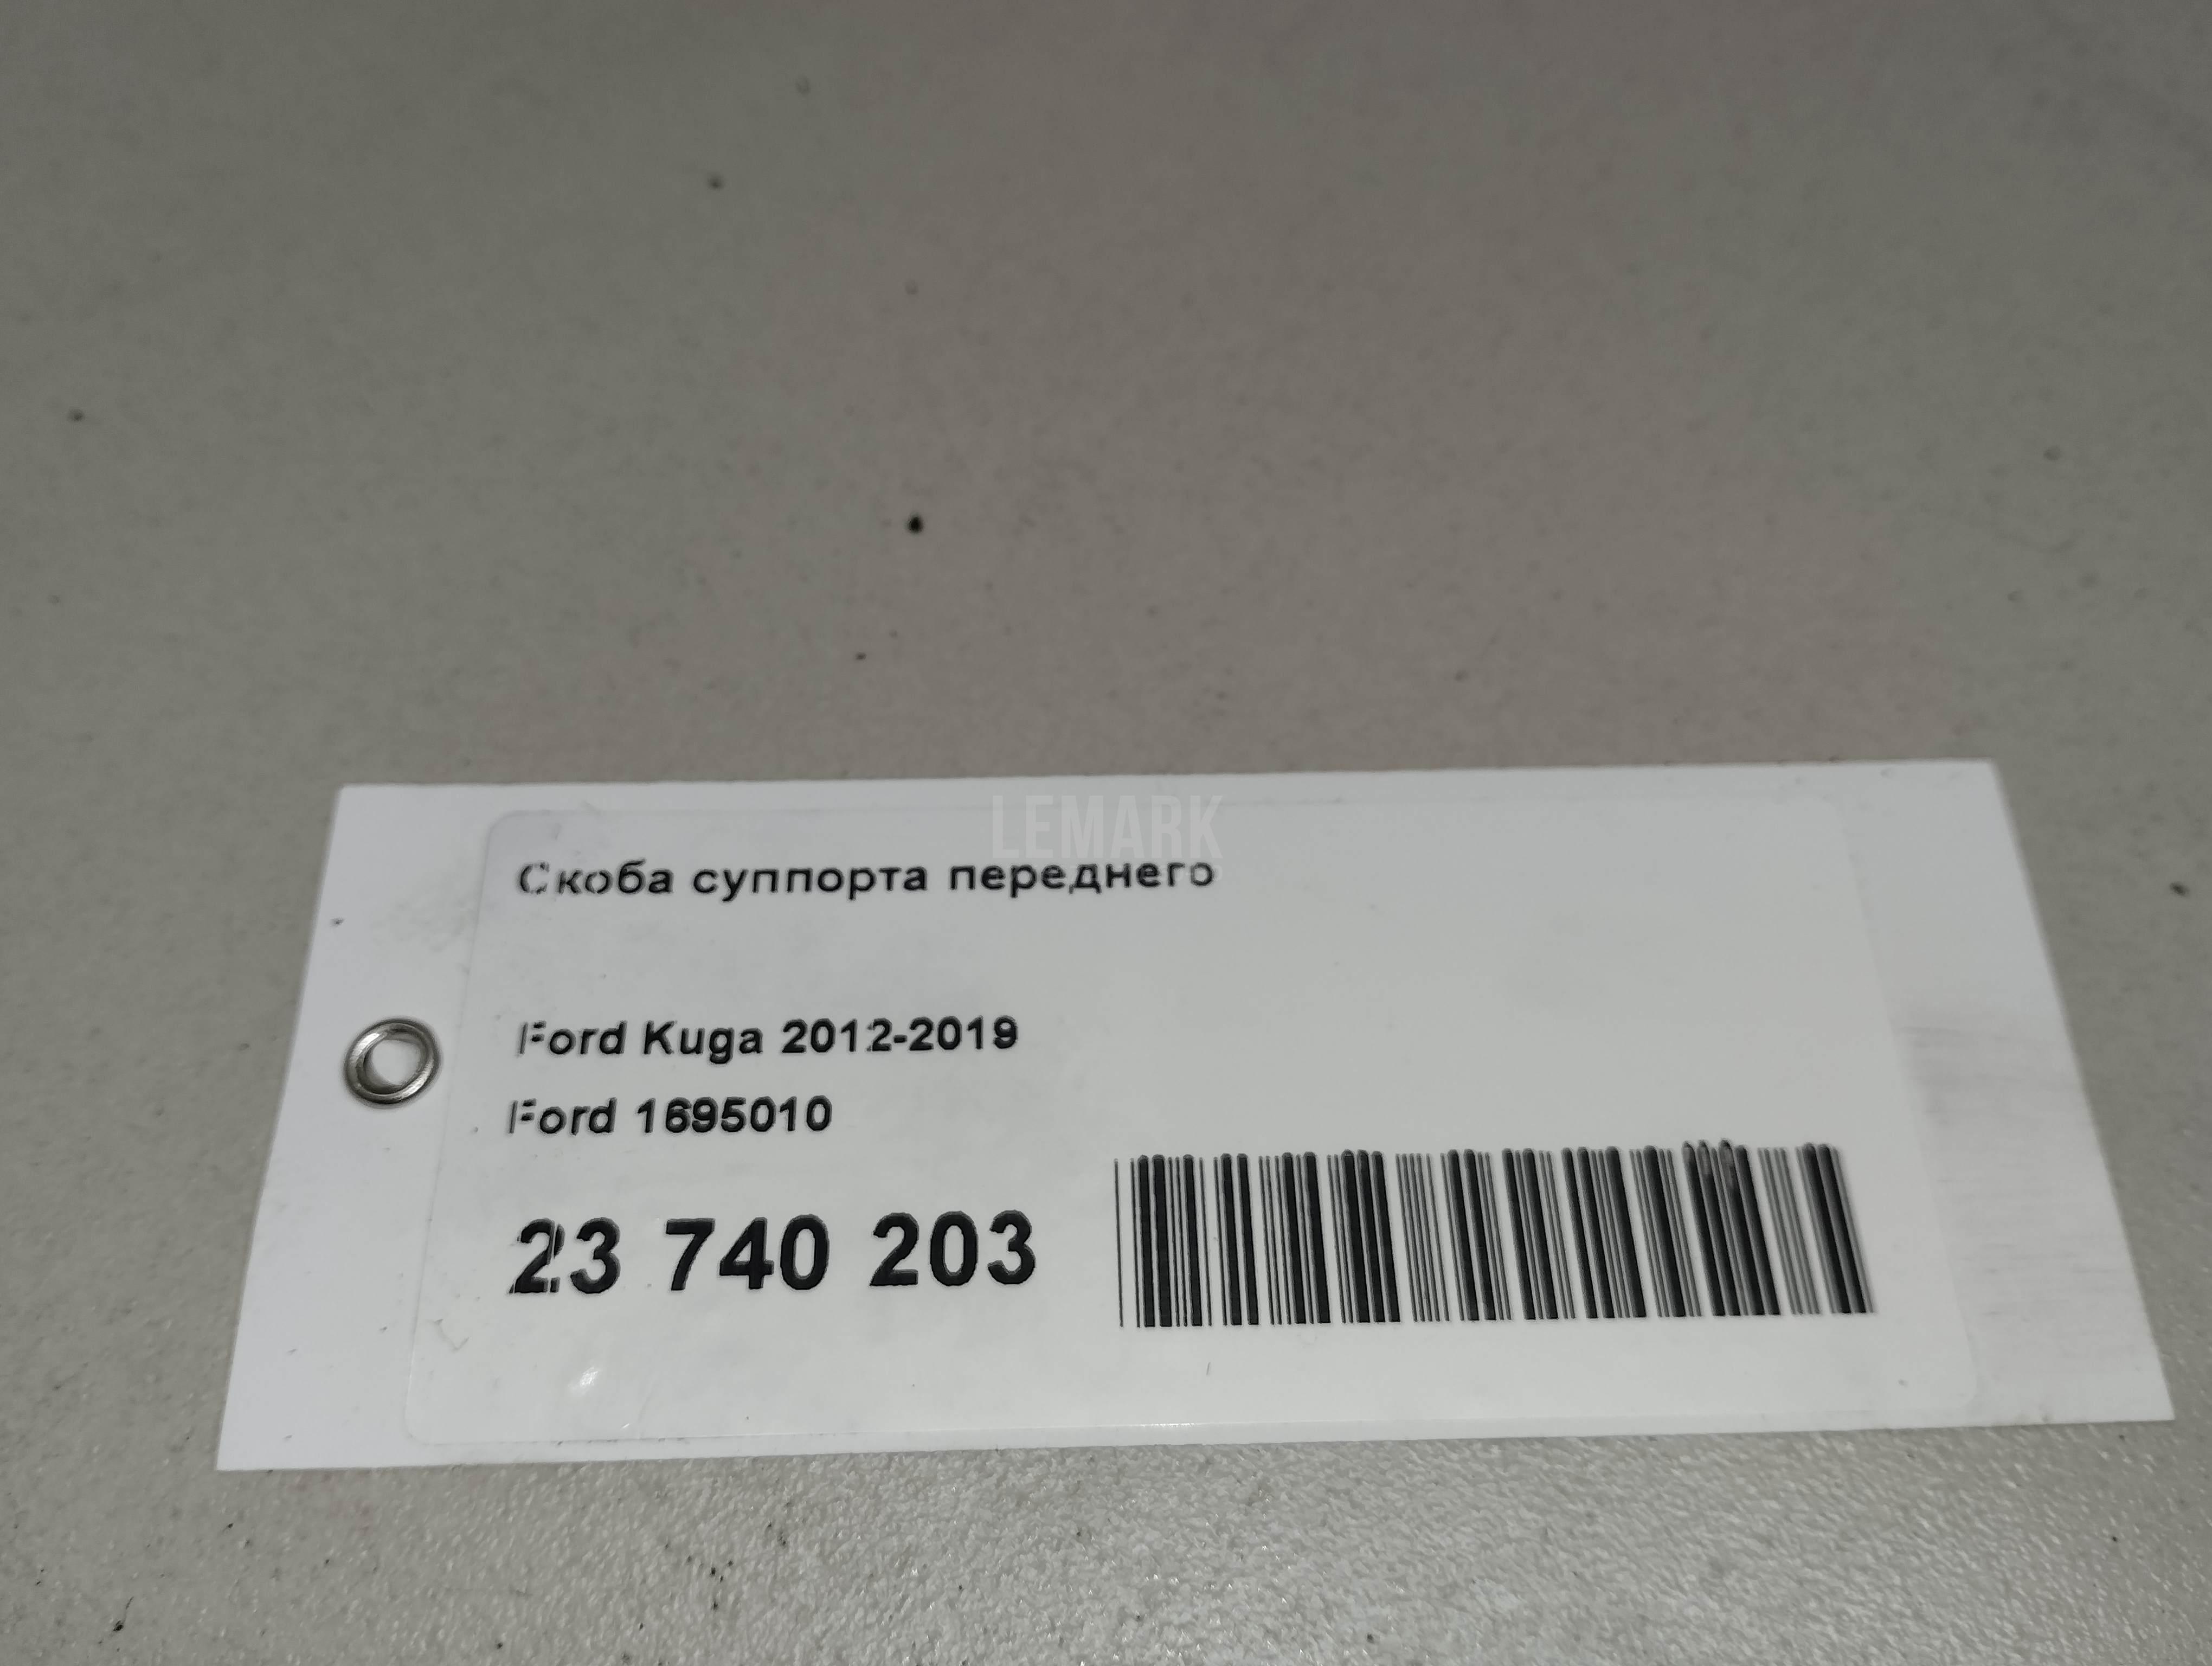 LEMARK
Скоба суппорта переднего
Ford Kuga 2012-2019
Ford 1695010
23 740 203